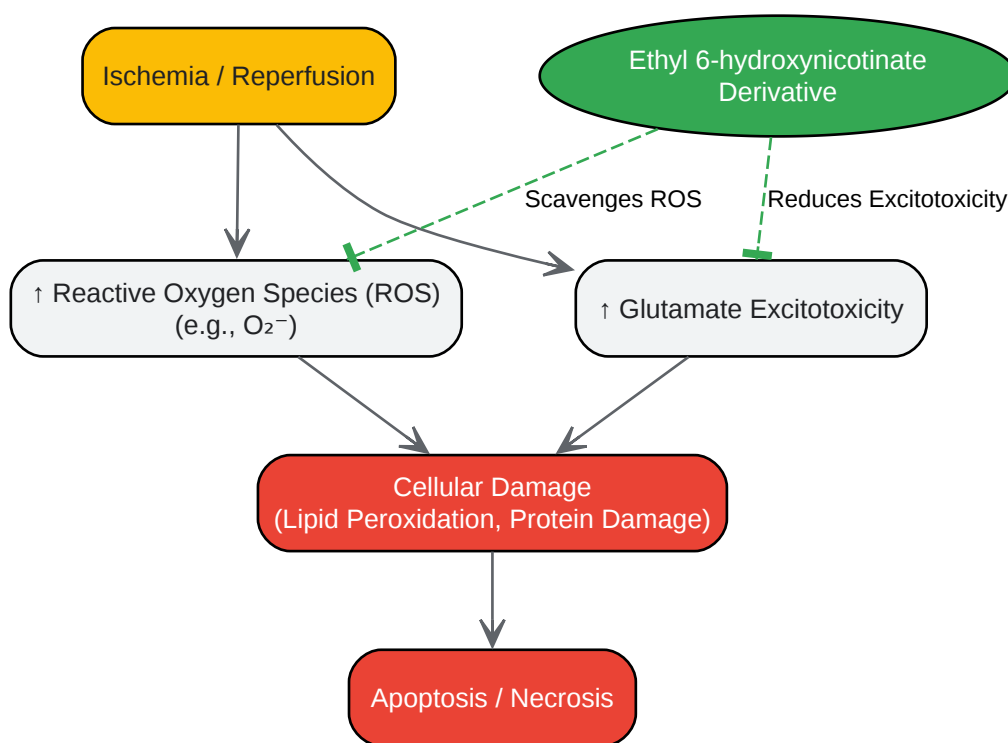 Ischemia / Reperfusion
Ethyl 6-hydroxynicotinate
Derivative
Scavenges ROS
Reduces Excitotoxicity
↑ Reactive Oxygen Species (ROS)
(e.g., O₂⁻)
↑ Glutamate Excitotoxicity
Cellular Damage
(Lipid Peroxidation, Protein Damage)
Apoptosis / Necrosis